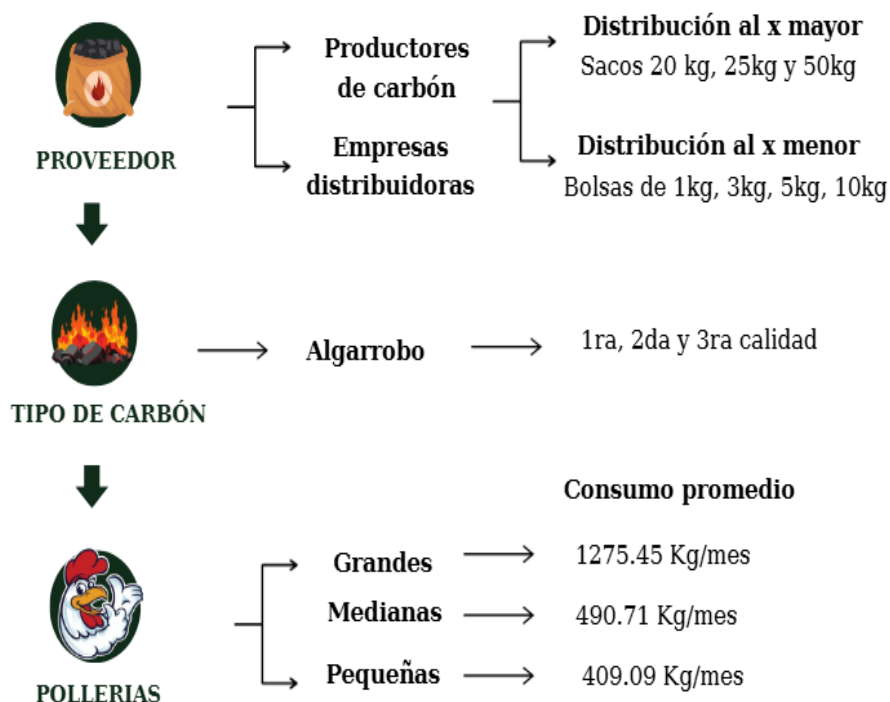 PROVEEDOR
Productores
de carbón
Empresas
distribuidoras
Distribución al x mayor
Sacos 20 kg, 25kg y 50kg
Distribución al x menor
Bolsas de 1kg, 3kg, 5kg, 10kg
TIPO DE CARBÓN
Algarrobo
1ra, 2da y 3ra calidad
POLLERIAS
Consumo promedio
Grandes
1275.45 Kg/mes
Medianas
490.71 Kg/mes
Pequeñas
409.09 Kg/mes